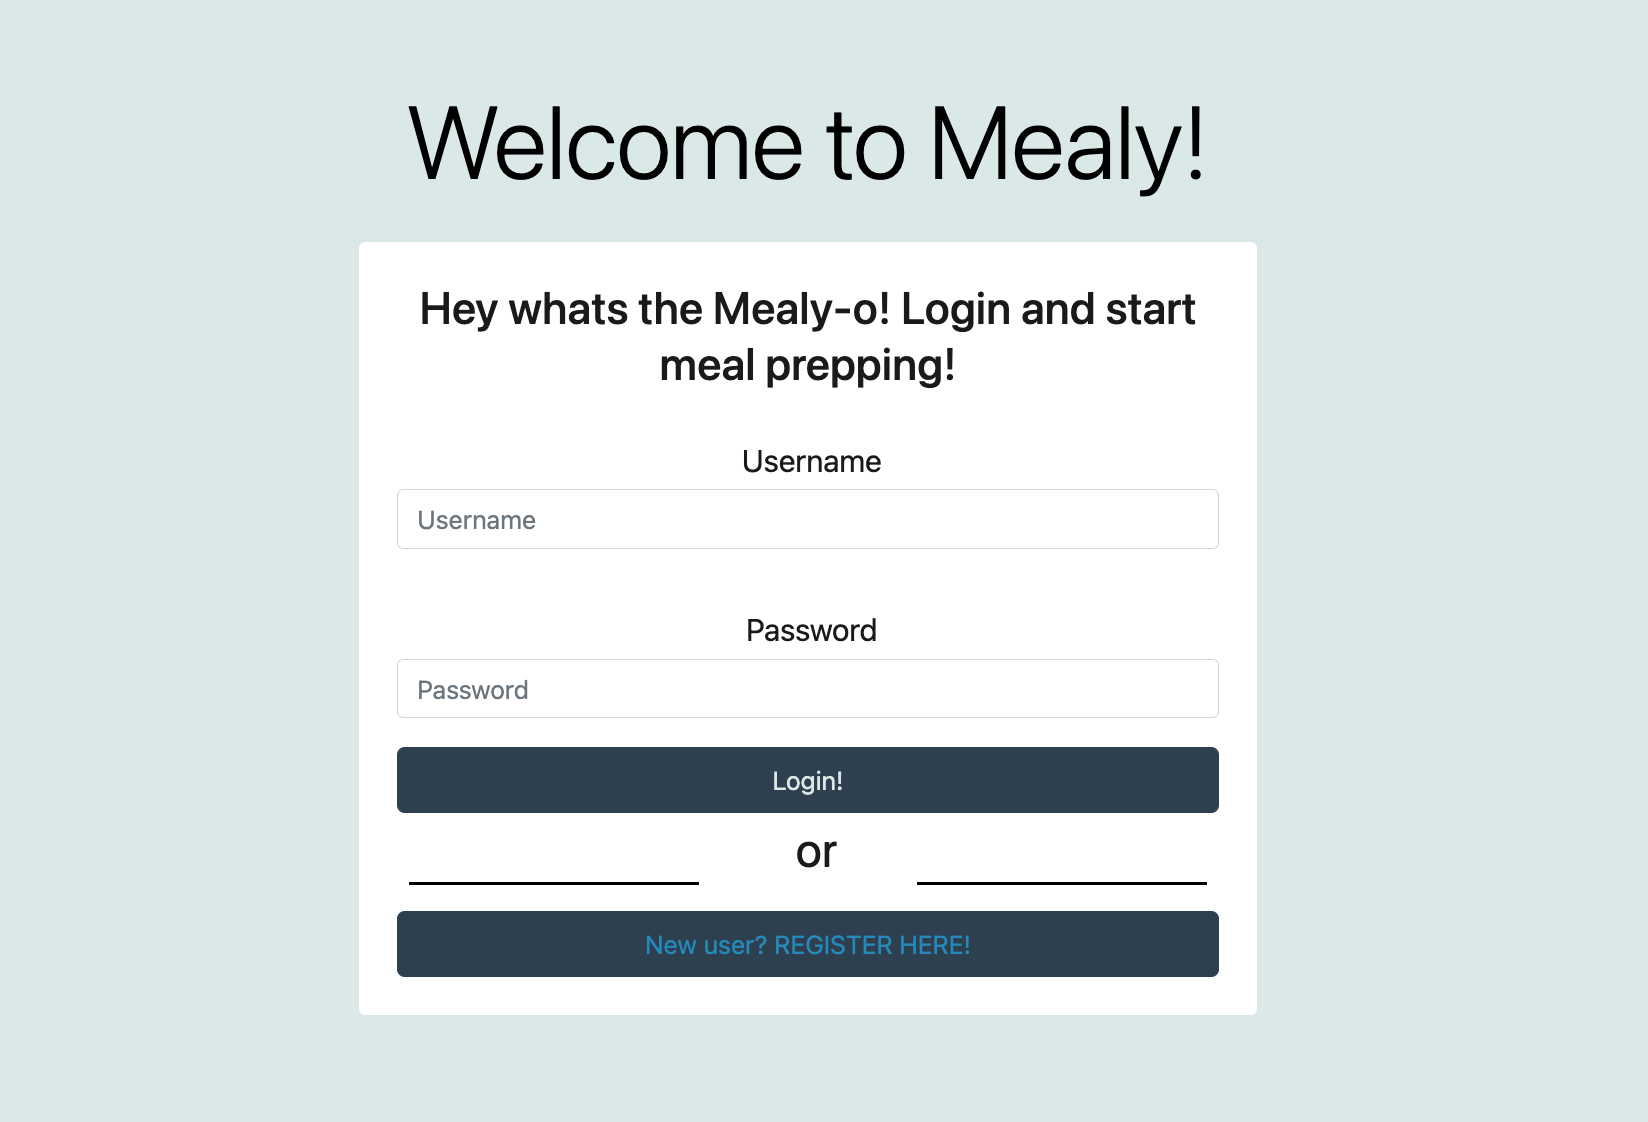 Welcome to Mealy!
Hey whats the Mealy-o! Login and start
meal prepping!
Username
Username
Password
Password
Login!
or
New user? REGISTER HERE!